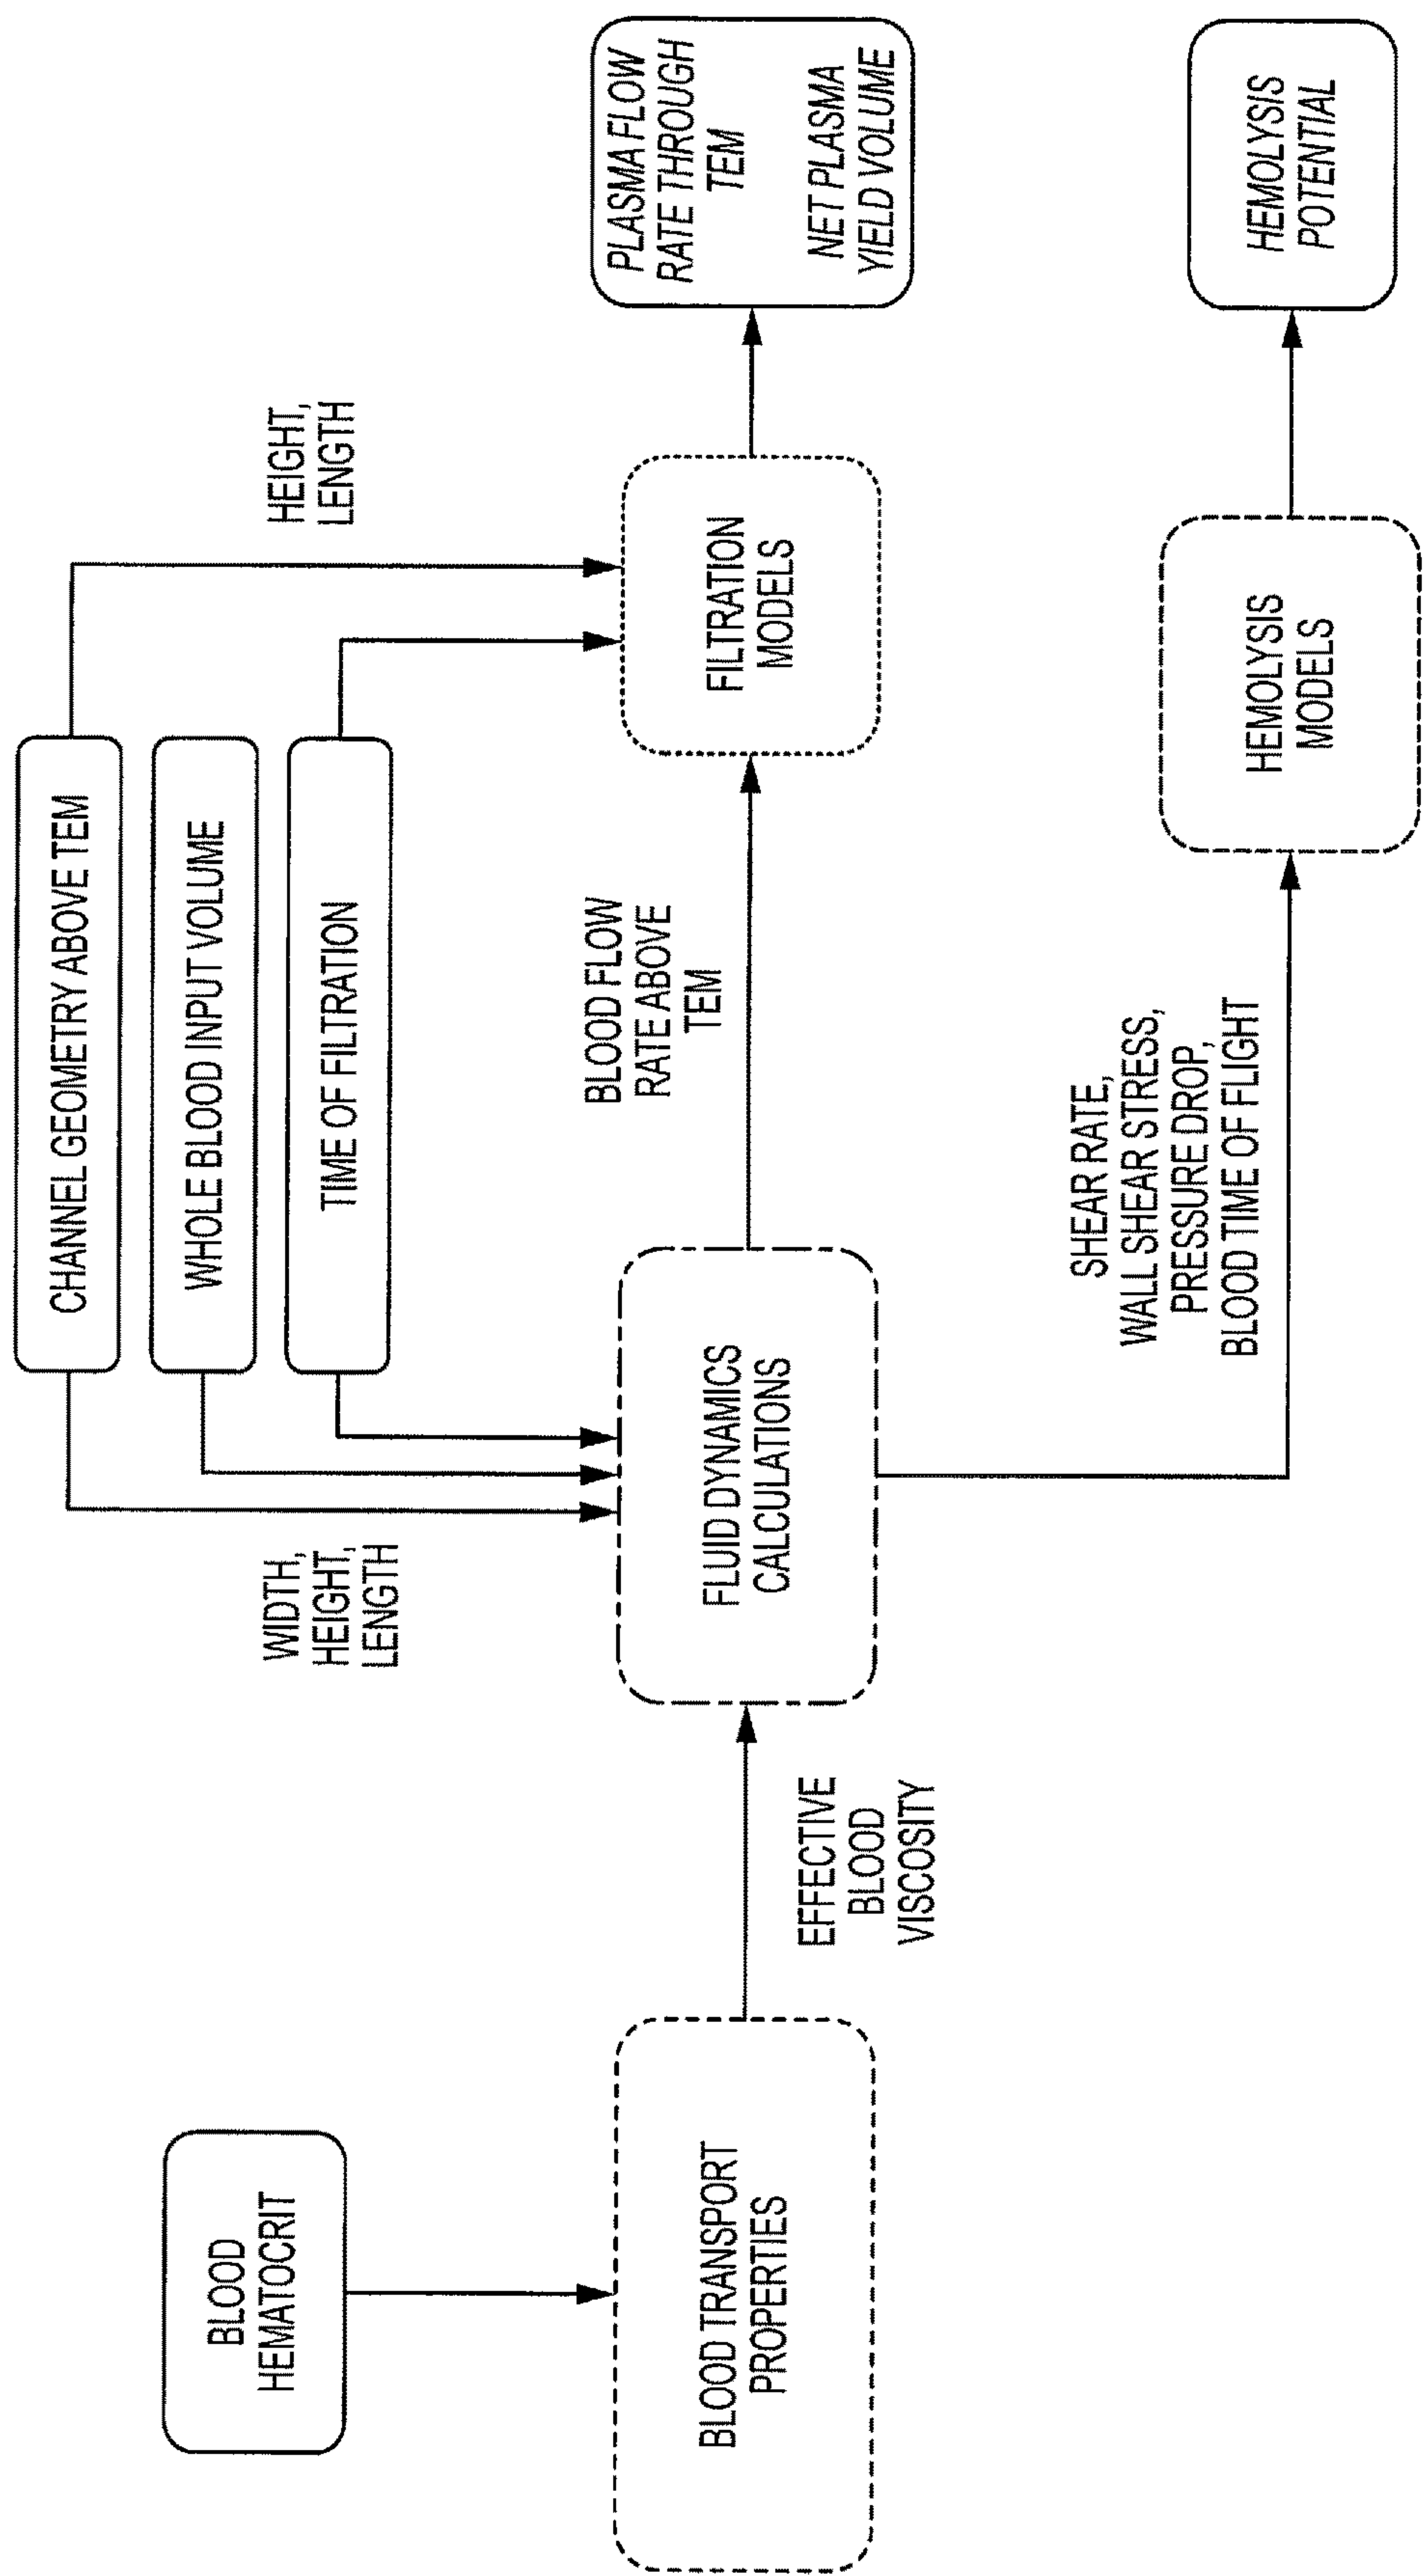 BLOOD
HEMATOCRIT
BLOOD TRANSPORT
PROPERTIES
EFFECTIVE
BLOOD
VISCOSITY
WIDTH,
HEIGHT,
LENGTH
CHANNEL GEOMETRY ABOVE TEM
WHOLE BLOOD INPUT VOLUME
TIME OF FILTRATION
FLUID DYNAMICS
CALCULATIONS
BLOOD FLOW
RATE ABOVE
TEM
SHEAR RATE,
WALL SHEAR STRESS,
PRESSURE DROP,
BLOOD TIME OF FLIGHT
HEIGHT,
LENGTH
FILTRATION
MODELS
HEMOLYSIS
MODELS
PLASMA FLOW
RATE THROUGH
TEM
NET PLASMA
YIELD VOLUME
HEMOLYSIS
POTENTIAL